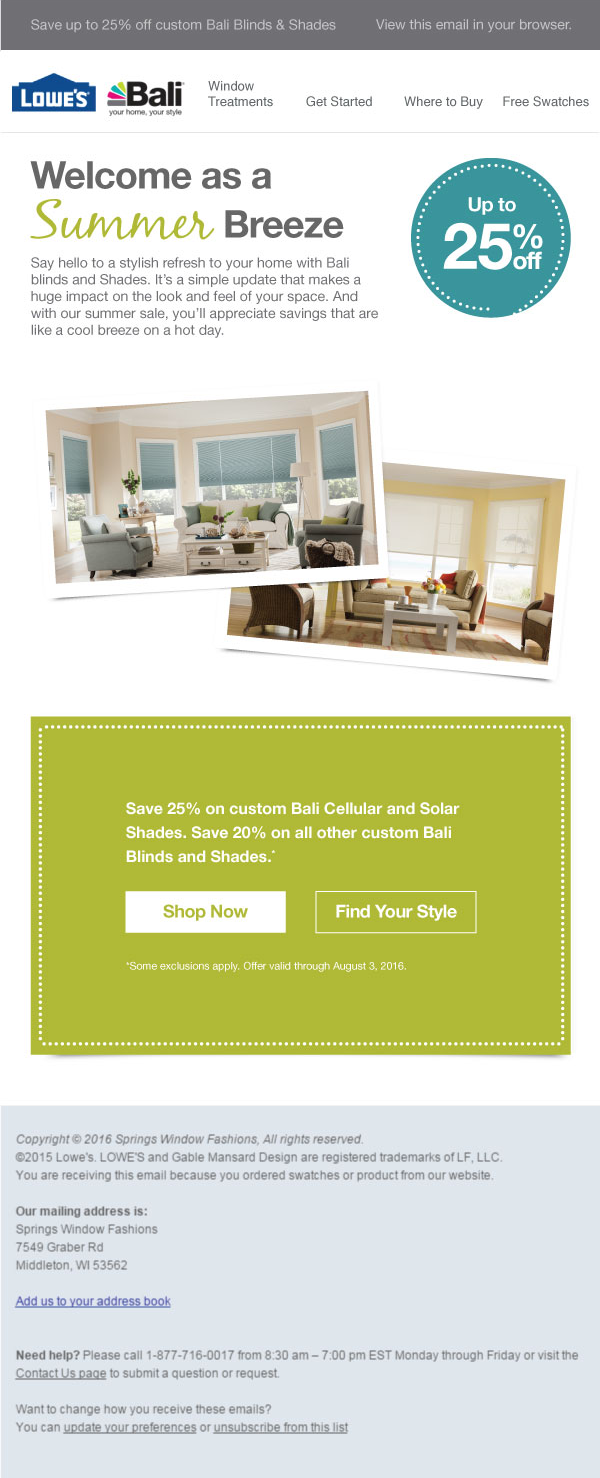 Save up to 25% off custom Bali Blinds & Shades
View this email in your browser.
LOWE'S
Bali
your home, your style
Window
Treatments
Get Started
Where to Buy
Free Swatches
Welcome as a
Summer Breeze
Say hello to a stylish refresh to your home with Bali
blinds and Shades. It's a simple update that makes a
huge impact on the look and feel of your space. And
with our summer sale, you'll appreciate savings that are
like a cool breeze on a hot day.
Up to
25% off
Save 25% on custom Bali Cellular and Solar
Shades. Save 20% on all other custom Bali
Blinds and Shades.*
Shop Now
Find Your Style
*Some exclusions apply. Offer valid through August 3, 2016.
Copyright © 2016 Springs Window Fashions, All rights reserved.
©2015 Lowe's. LOWE'S and Gable Mansard Design are registered trademarks of LF, LLC.
You are receiving this email because you ordered swatches or product from our website.
Our mailing address is:
Springs Window Fashions
7549 Graber Rd
Middleton, WI 53562
Add us to your address book
Need help? Please call 1-877-716-0017 from 8:30 am – 7:00 pm EST Monday through Friday or visit the
Contact Us page to submit a question or request.
Want to change how you receive these emails?
You can update your preferences or unsubscribe from this list